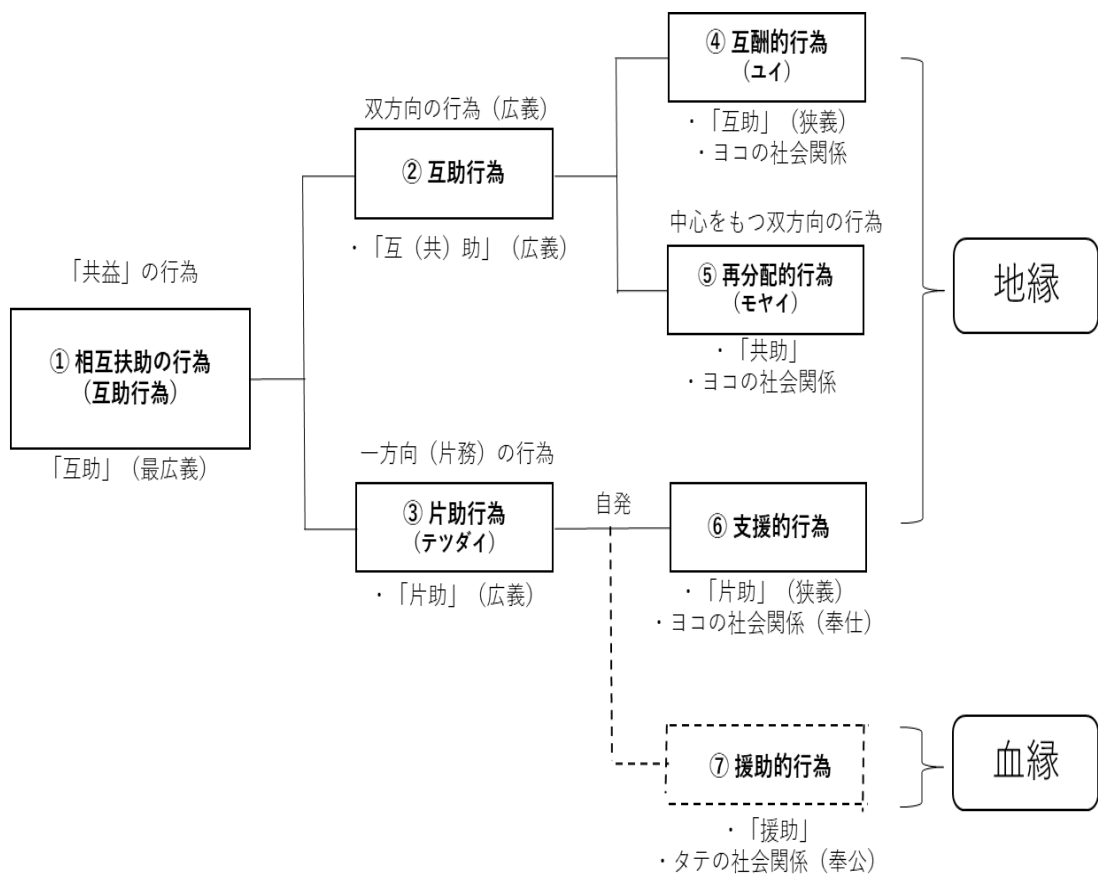 「共益」の行為
① 相互扶助の行為
（互助行為）
「互助」（最広義）
双方向の行為（広義）
② 互助行為
・「互（共）助」（広義）
一方向（片務）の行為
③ 片助行為
（テツダイ）
・「片助」（広義）
自発
④ 互酬的行為
（ユイ）
・「互助」（狭義）
・ヨコの社会関係
中心をもつ双方向の行為
⑤ 再分配的行為
（モヤイ）
・「共助」
・ヨコの社会関係
⑥ 支援的行為
・「片助」（狭義）
・ヨコの社会関係（奉仕）
⑦ 援助的行為
・「援助」
・タテの社会関係（奉公）
地縁
血縁